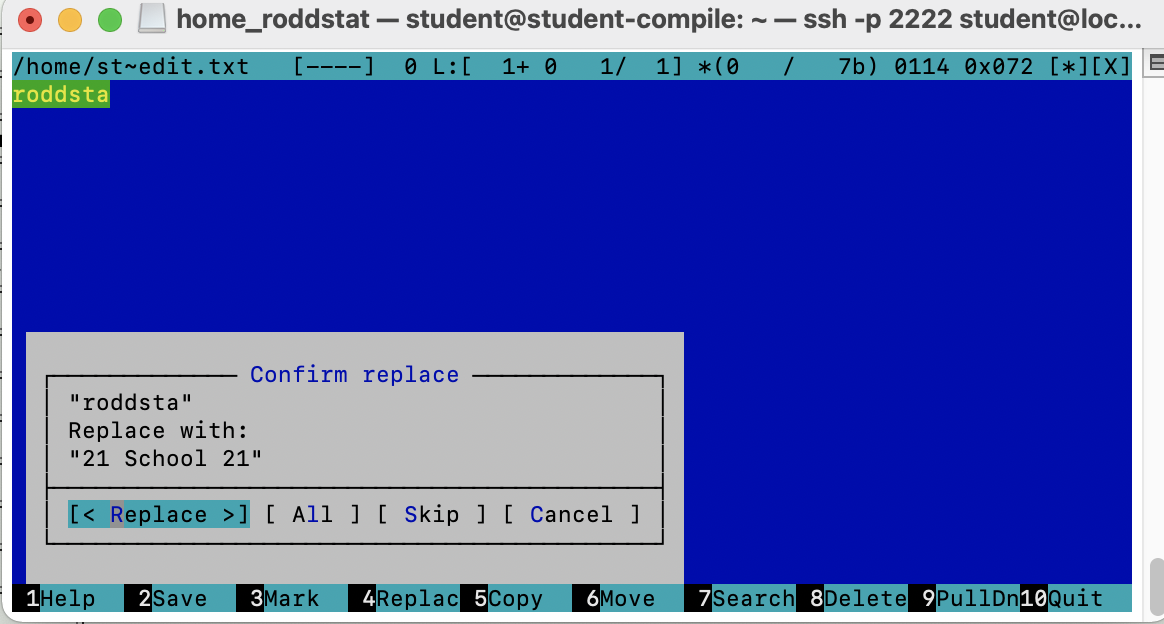 home_roddstat — student@student-compile: ~ — ssh -p 2222 student@loc...
/home/st~edit.txt [----] 0 L:[ 1+ 0 1/ 1] *(0 / 7b) 0114 0x072 [*][X]
roddsta
Confirm replace
"roddsta"
Replace with:
"21 School 21"
[< Replace >] [ All ] [ Skip ] [ Cancel ]
1Help 2Save 3Mark 4Replac 5Copy 6Move 7Search 8Delete 9PullDn 10Quit